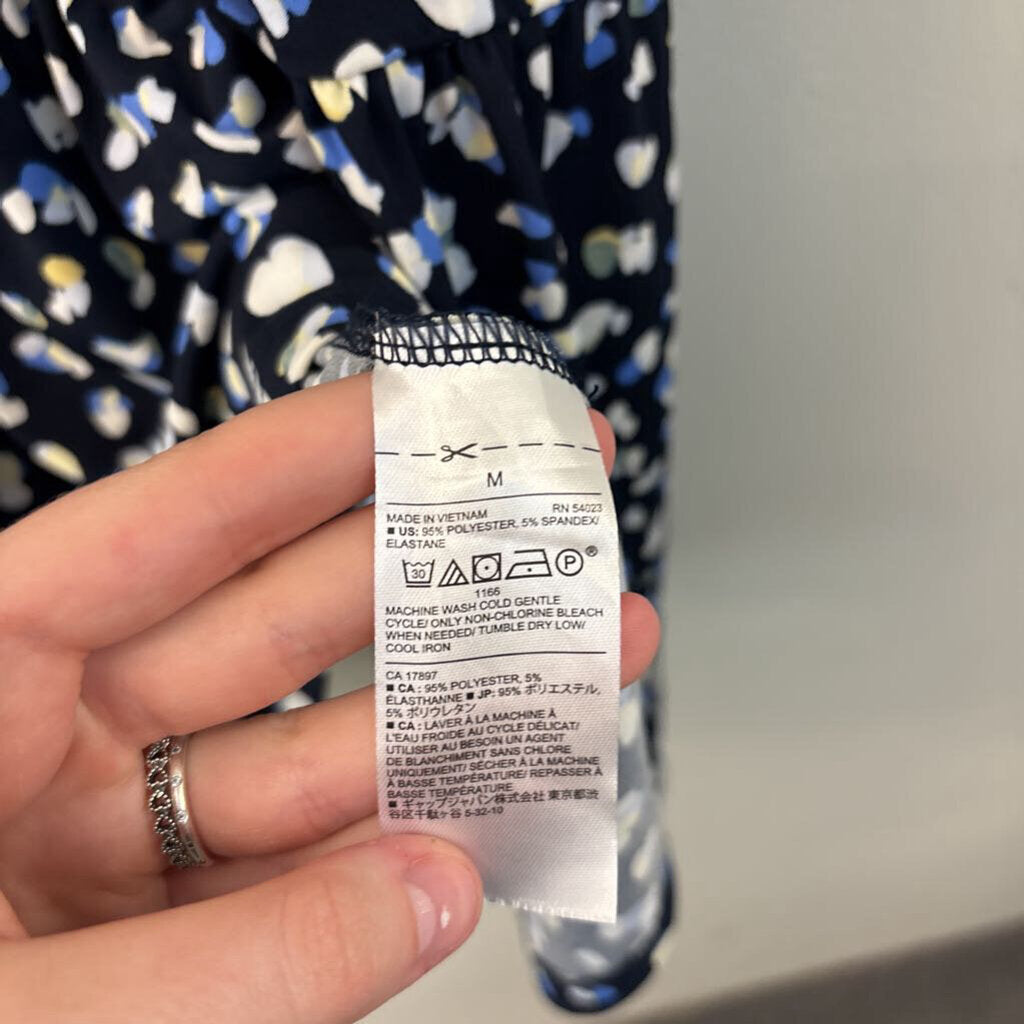 M
MADE IN VIETNAM RN 54023
■ US: 95% POLYESTER, 5% SPANDEX/
ELASTANE
30 P ®
1166
MACHINE WASH COLD GENTLE
CYCLE/ ONLY NON-CHLORINE BLEACH
WHEN NEEDED/ TUMBLE DRY LOW/
COOL IRON
CA 17897
■ CA : 95% POLYESTER, 5%
ÉLASTHANNE ■ JP: 95% ポリエステル,
5% ポリウレタン
■ CA : LAVER À LA MACHINE À
L'EAU FROIDE AU CYCLE DÉLICAT/
UTILISER AU BESOIN UN AGENT
DE BLANCHIMENT SANS CHLORE
UNIQUEMENT/ SÉCHER À LA MACHINE
À BASSE TEMPÉRATURE/ REPASSER À
BASSE TEMPÉRATURE
■ ギャップジャパン株式会社 東京都渋
谷区千駄ヶ谷 5-32-10